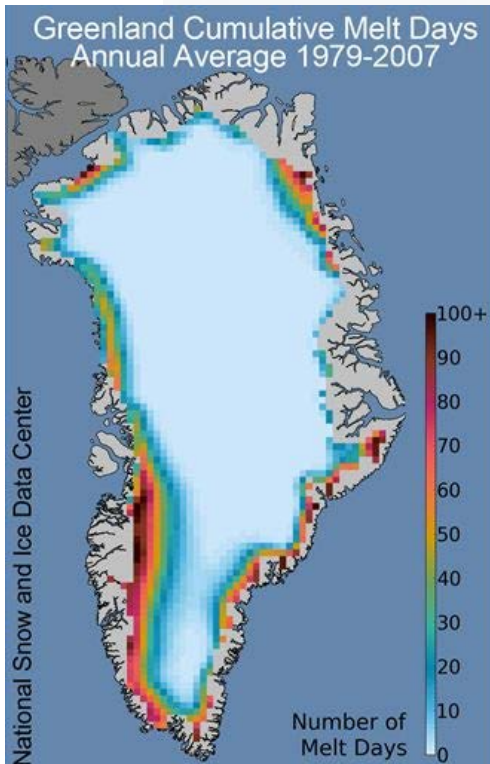 Greenland Cumulative Melt Days
Annual Average 1979-2007
National Snow and Ice Data Center
100+
90
80
70
60
50
40
30
20
10
0
Number of
Melt Days